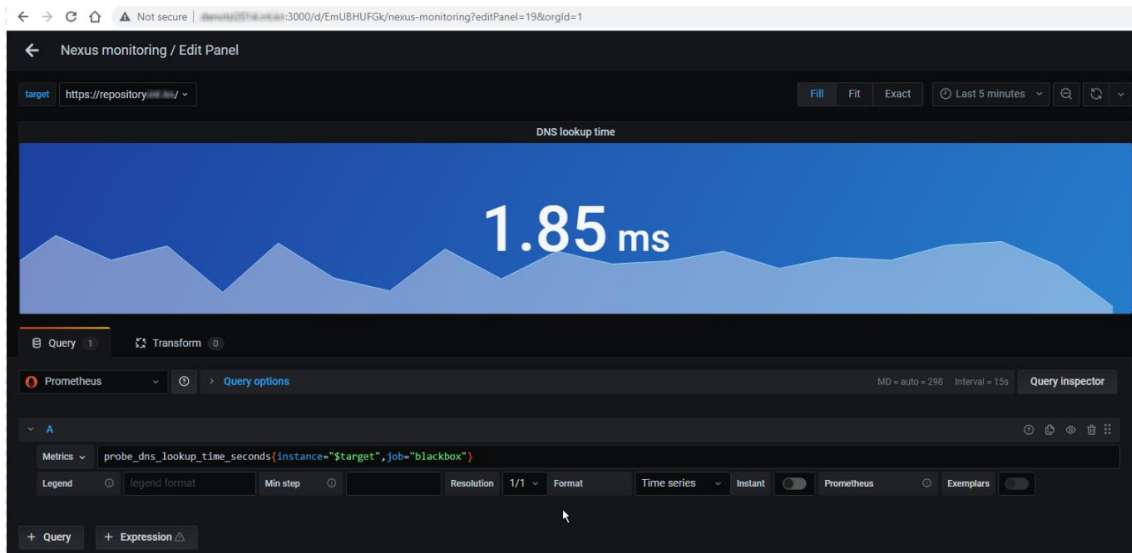 Not secure :3000/d/EmUBHUFGk/nexus-monitoring?editPanel=19&orgId=1
Nexus monitoring / Edit Panel
target https://repository /
Fill Fit Exact Last 5 minutes
DNS lookup time
1.85 ms
Query 1 Transform 0
Prometheus Query options MD = auto = 298 Interval = 15s Query inspector
A
Metrics probe_dns_lookup_time_seconds{instance="$target",job="blackbox"}
Legend legend format Min step Resolution 1/1 Format Time series Instant Prometheus Exemplars
+ Query + Expression